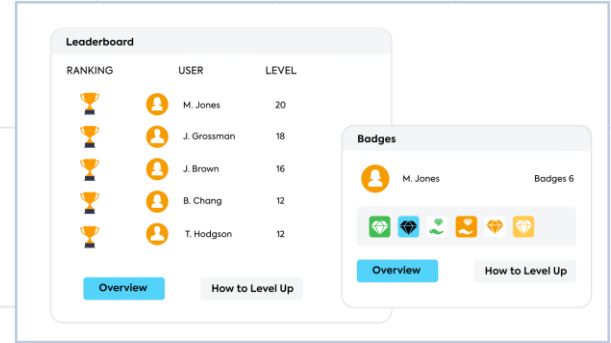 Leaderboard
RANKING USER LEVEL
M. Jones 20
J. Grossman 18
J. Brown 16
B. Chang 12
T. Hodgson 12
Overview How to Level Up
Badges
M. Jones Badges 6
Overview How to Level Up